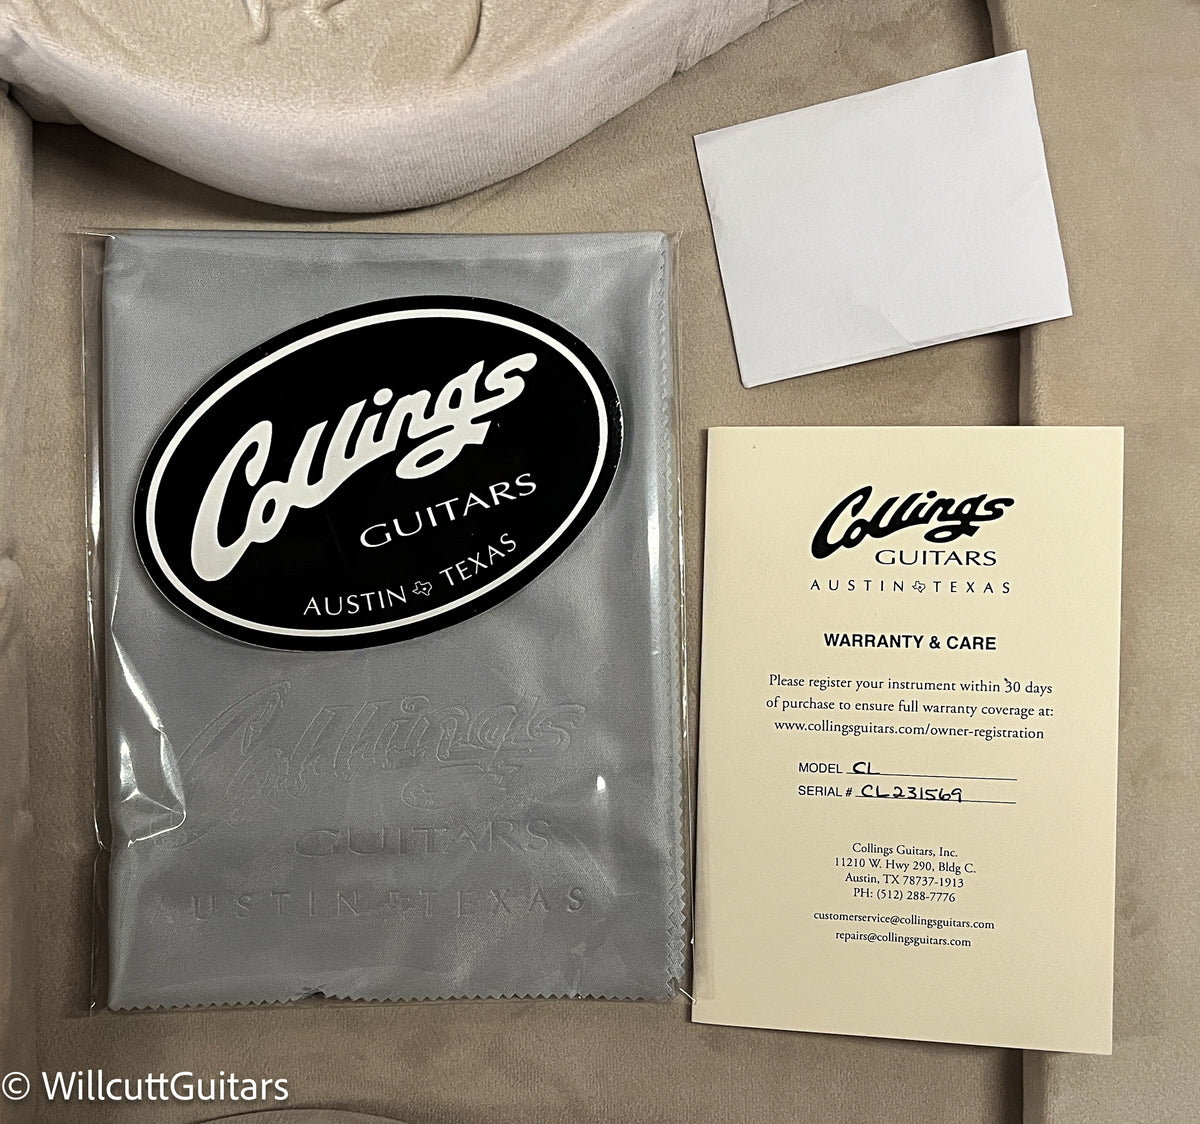 Collings
GUITARS
AUSTIN TEXAS
Collings
GUITARS
AUSTIN TEXAS
Collings
GUITARS
AUSTIN TEXAS
WARRANTY & CARE
Please register your instrument within 30 days
of purchase to ensure full warranty coverage at:
www.collingsguitars.com/owner-registration
MODEL CL
SERIAL # CL231569
Collings Guitars, Inc.
11210 W. Hwy 290, Bldg C.
Austin, TX 78737-1913
PH: (512) 288-7776
customerservice@collingsguitars.com
repairs@collingsguitars.com
© WillcuttGuitars